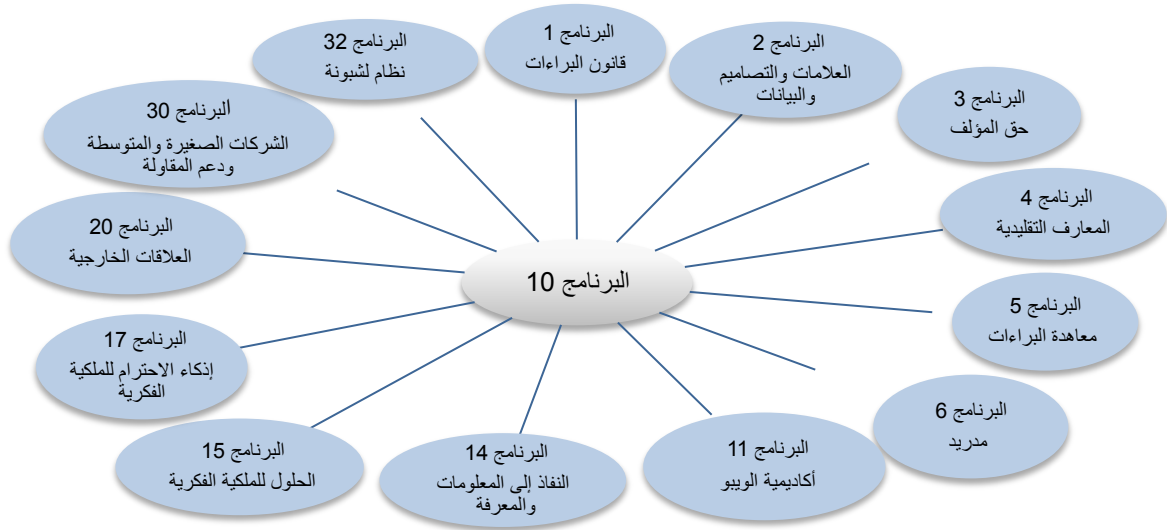 البرنامج 1
قانون البراءات
البرنامج 2
العلامات والتصاميم
والبيانات
البرنامج 3
حق المؤلف
البرنامج 4
المعارف التقليدية
البرنامج 5
معاهدة البراءات
البرنامج 6
مدريد
البرنامج 11
أكاديمية الويبو
البرنامج 14
النفاذ إلى المعلومات
والمعرفة
البرنامج 15
الحلول للملكية الفكرية
البرنامج 17
إذكاء الاحترام للملكية
الفكرية
البرنامج 20
العلاقات الخارجية
البرنامج 30
الشركات الصغيرة والمتوسطة
ودعم المقاولة
البرنامج 32
نظام لشبونة
البرنامج 10